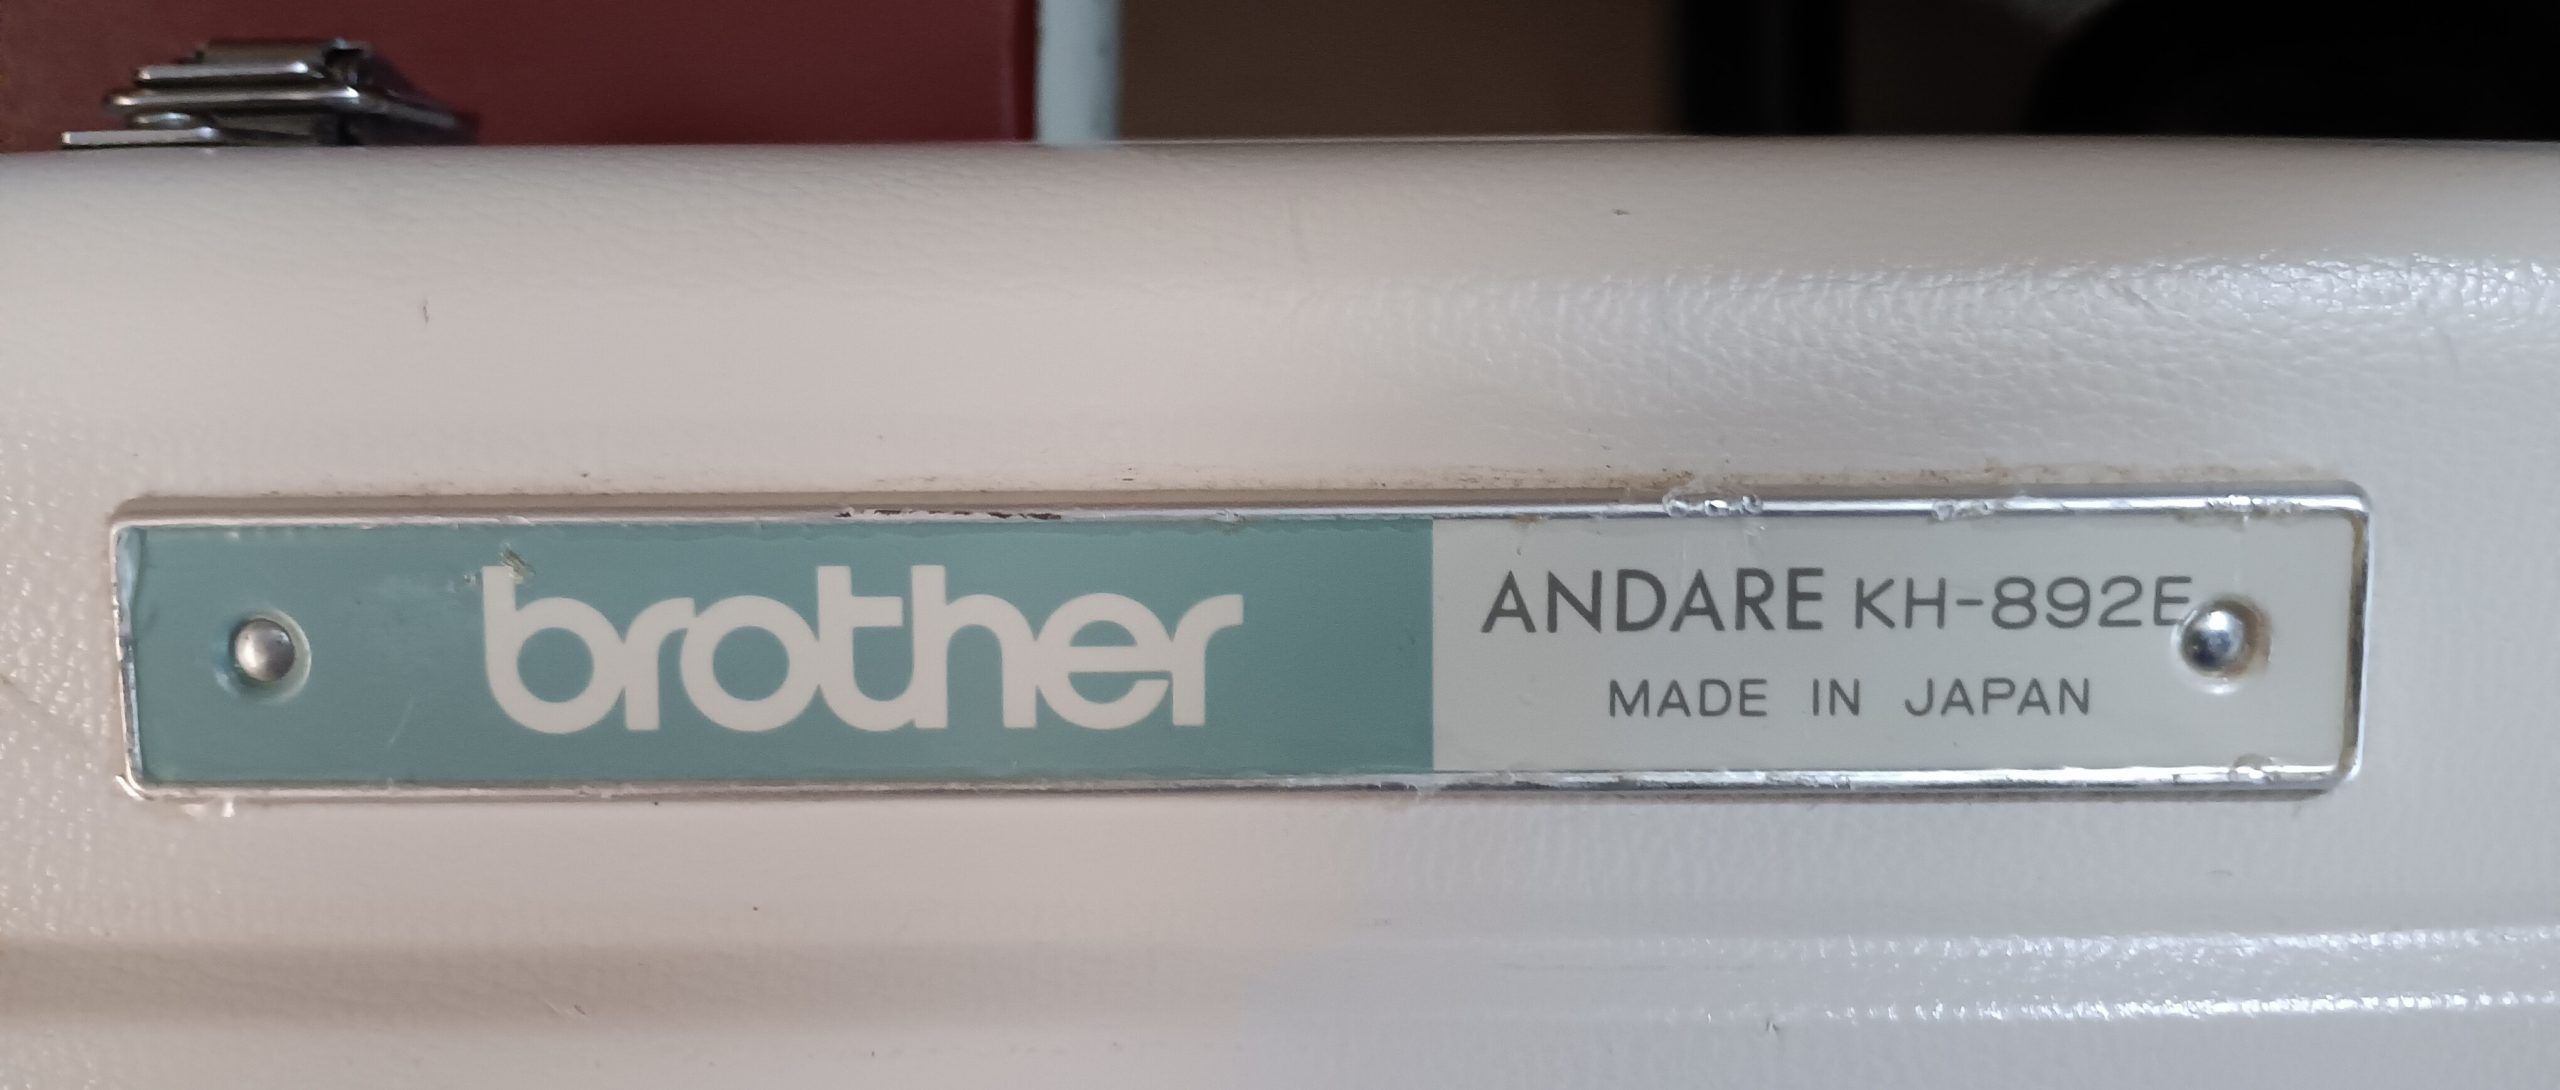 brother
ANDARE KH-892E
MADE IN JAPAN